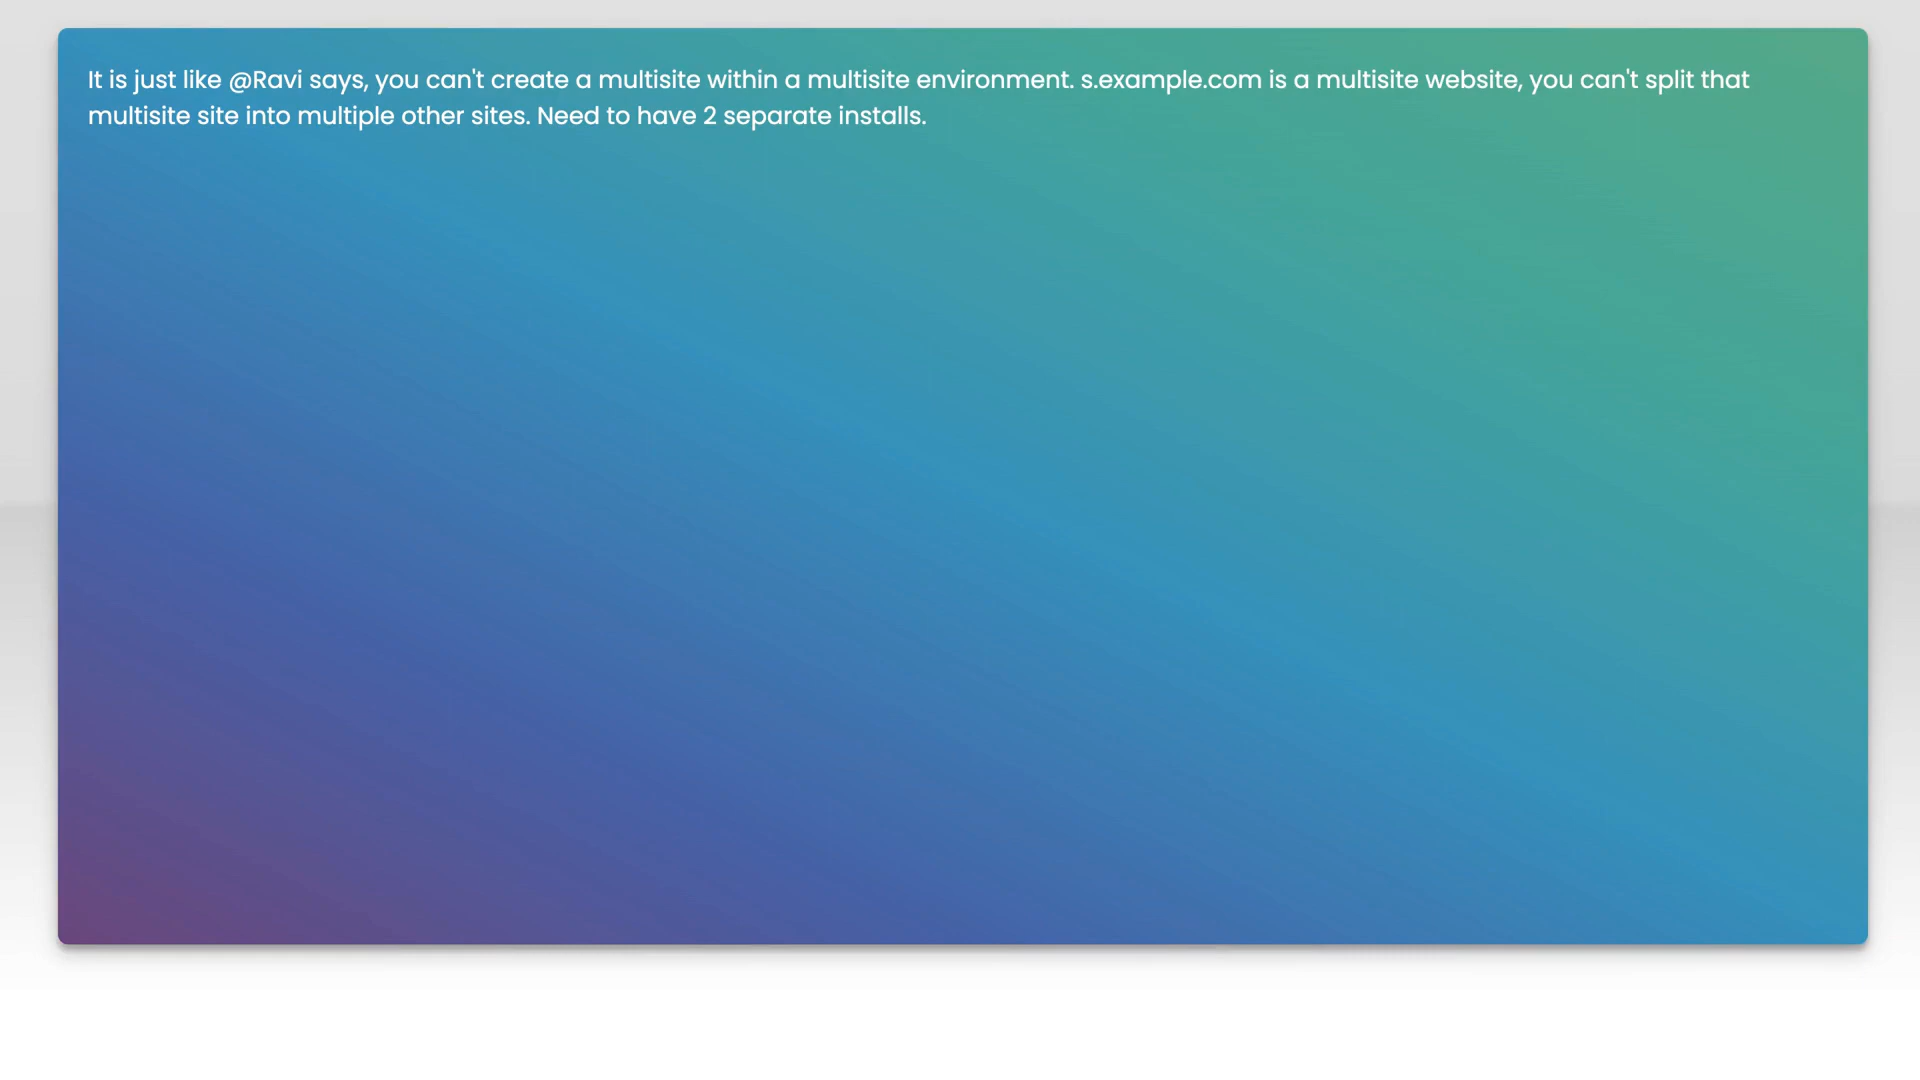 It is just like @Ravi says, you can't create a multisite within a multisite environment. s.example.com is a multisite website, you can't split that
multisite site into multiple other sites. Need to have 2 separate installs.